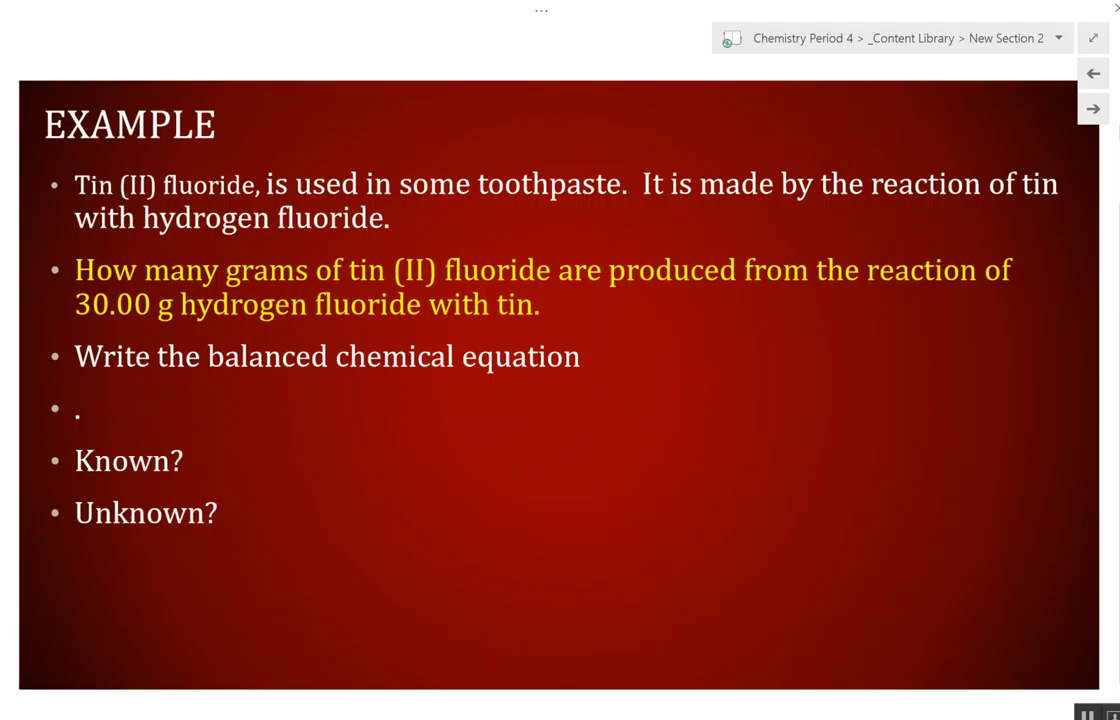 ...
Chemistry Period 4 > _Content Library > New Section 2
EXAMPLE
• Tin (II) fluoride, is used in some toothpaste. It is made by the reaction of tin
with hydrogen fluoride.
• How many grams of tin (II) fluoride are produced from the reaction of
30.00 g hydrogen fluoride with tin.
• Write the balanced chemical equation
• .
• Known?
• Unknown?